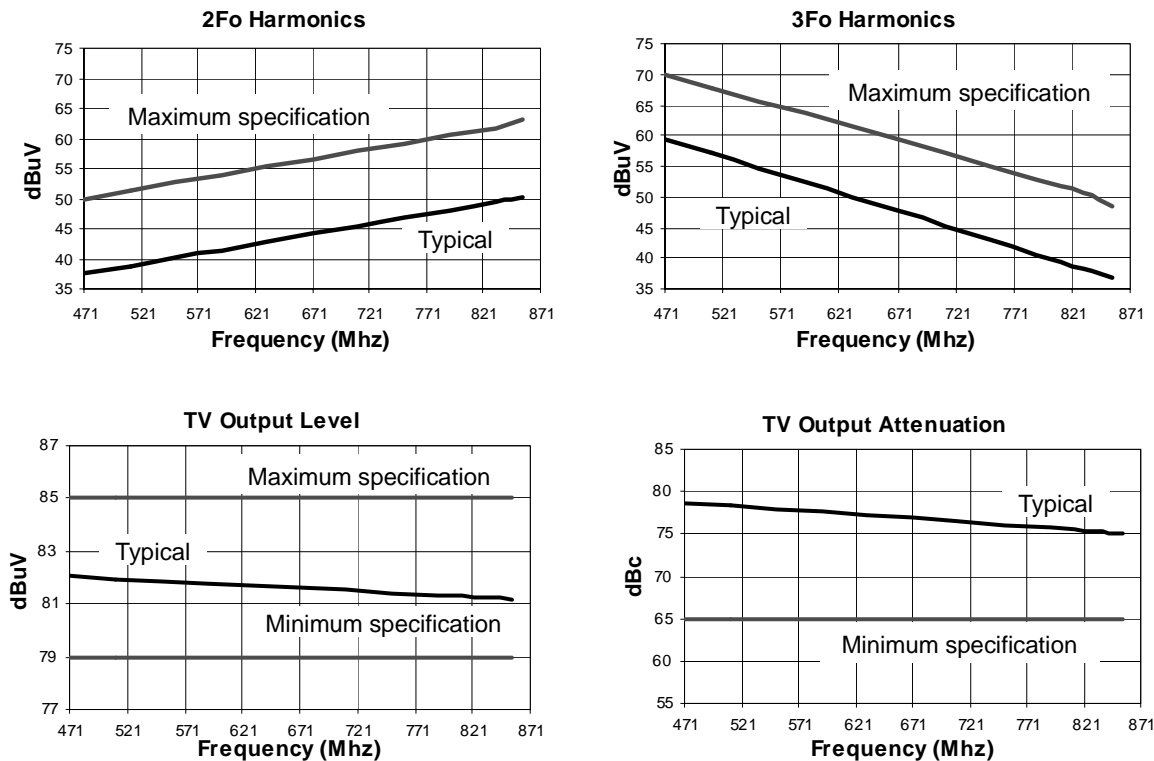 2Fo Harmonics
75
70
65
60
55
50
45
40
35
dBuV
Maximum specification
Typical
471 521 571 621 671 721 771 821 871
Frequency (Mhz)
3Fo Harmonics
75
70
65
60
55
50
45
40
35
dBuV
Maximum specification
Typical
471 521 571 621 671 721 771 821 871
Frequency (Mhz)
TV Output Level
87
85
83
81
79
77
dBuV
Maximum specification
Typical
Minimum specification
471 521 571 621 671 721 771 821 871
Frequency (Mhz)
TV Output Attenuation
85
80
75
70
65
60
55
dBc
Typical
Minimum specification
471 521 571 621 671 721 771 821 871
Frequency (Mhz)